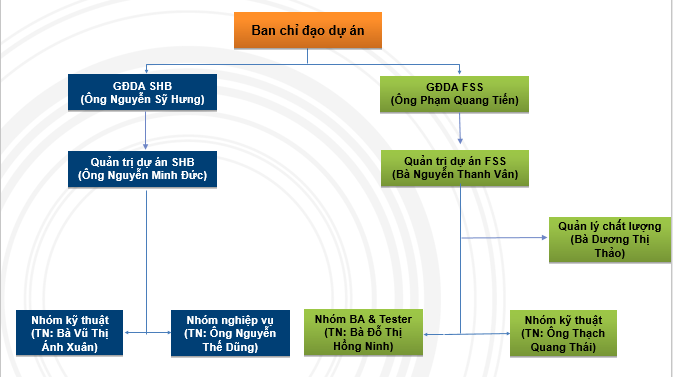 Ban chỉ đạo dự án
GĐDA SHB
(Ông Nguyễn Sỹ Hưng)
GĐDA FSS
(Ông Phạm Quang Tiến)
Quản trị dự án SHB
(Ông Nguyễn Minh Đức)
Quản trị dự án FSS
(Bà Nguyễn Thanh Vân)
Quản lý chất lượng
(Bà Dương Thị
Thảo)
Nhóm kỹ thuật
(TN: Bà Vũ Thị
Ánh Xuân)
Nhóm nghiệp vụ
(TN: Ông Nguyễn
Thế Dũng)
Nhóm BA & Tester
(TN: Bà Đỗ Thị
Hồng Ninh)
Nhóm kỹ thuật
(TN: Ông Thạch
Quang Thái)